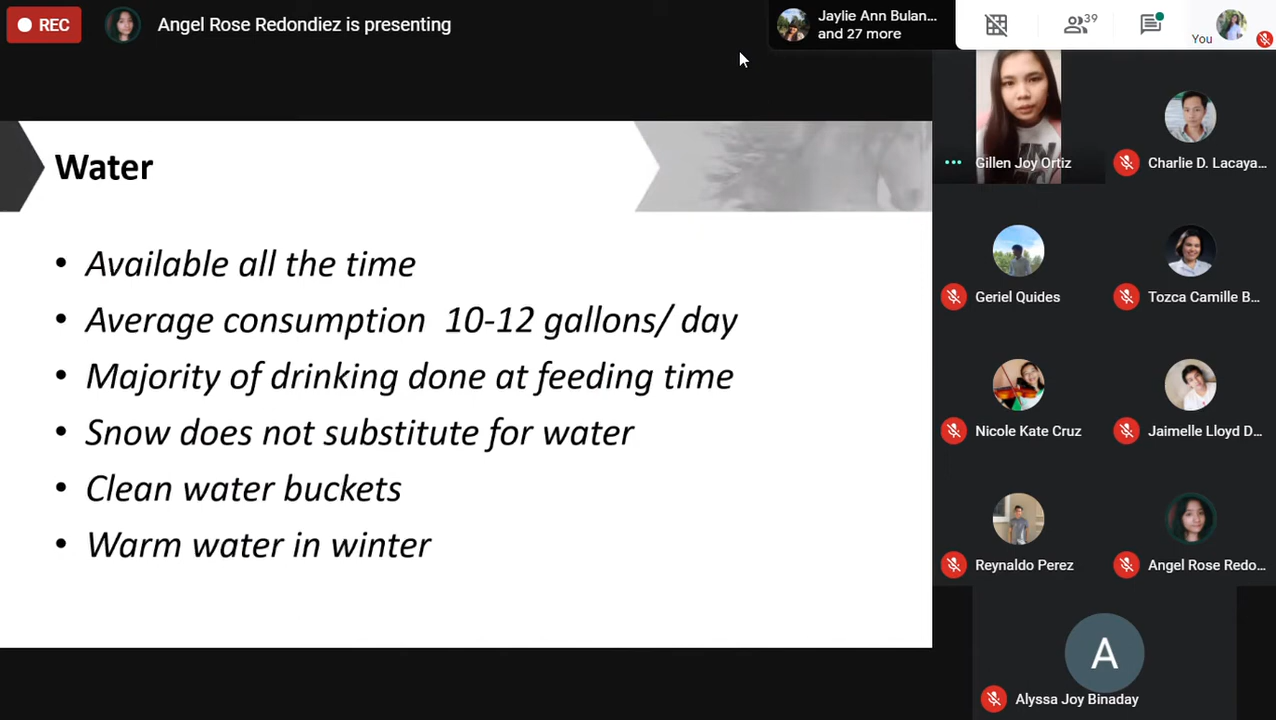 REC
Angel Rose Redondiez is presenting
Jaylie Ann Bulan...
and 27 more
39
You
Water
• Available all the time
• Average consumption 10-12 gallons/ day
• Majority of drinking done at feeding time
• Snow does not substitute for water
• Clean water buckets
• Warm water in winter
Gillen Joy Ortiz
Charlie D. Lacaya...
Geriel Quides
Tozca Camille B...
Nicole Kate Cruz
Jaimelle Lloyd D...
Reynaldo Perez
Angel Rose Redo...
A
Alyssa Joy Binaday